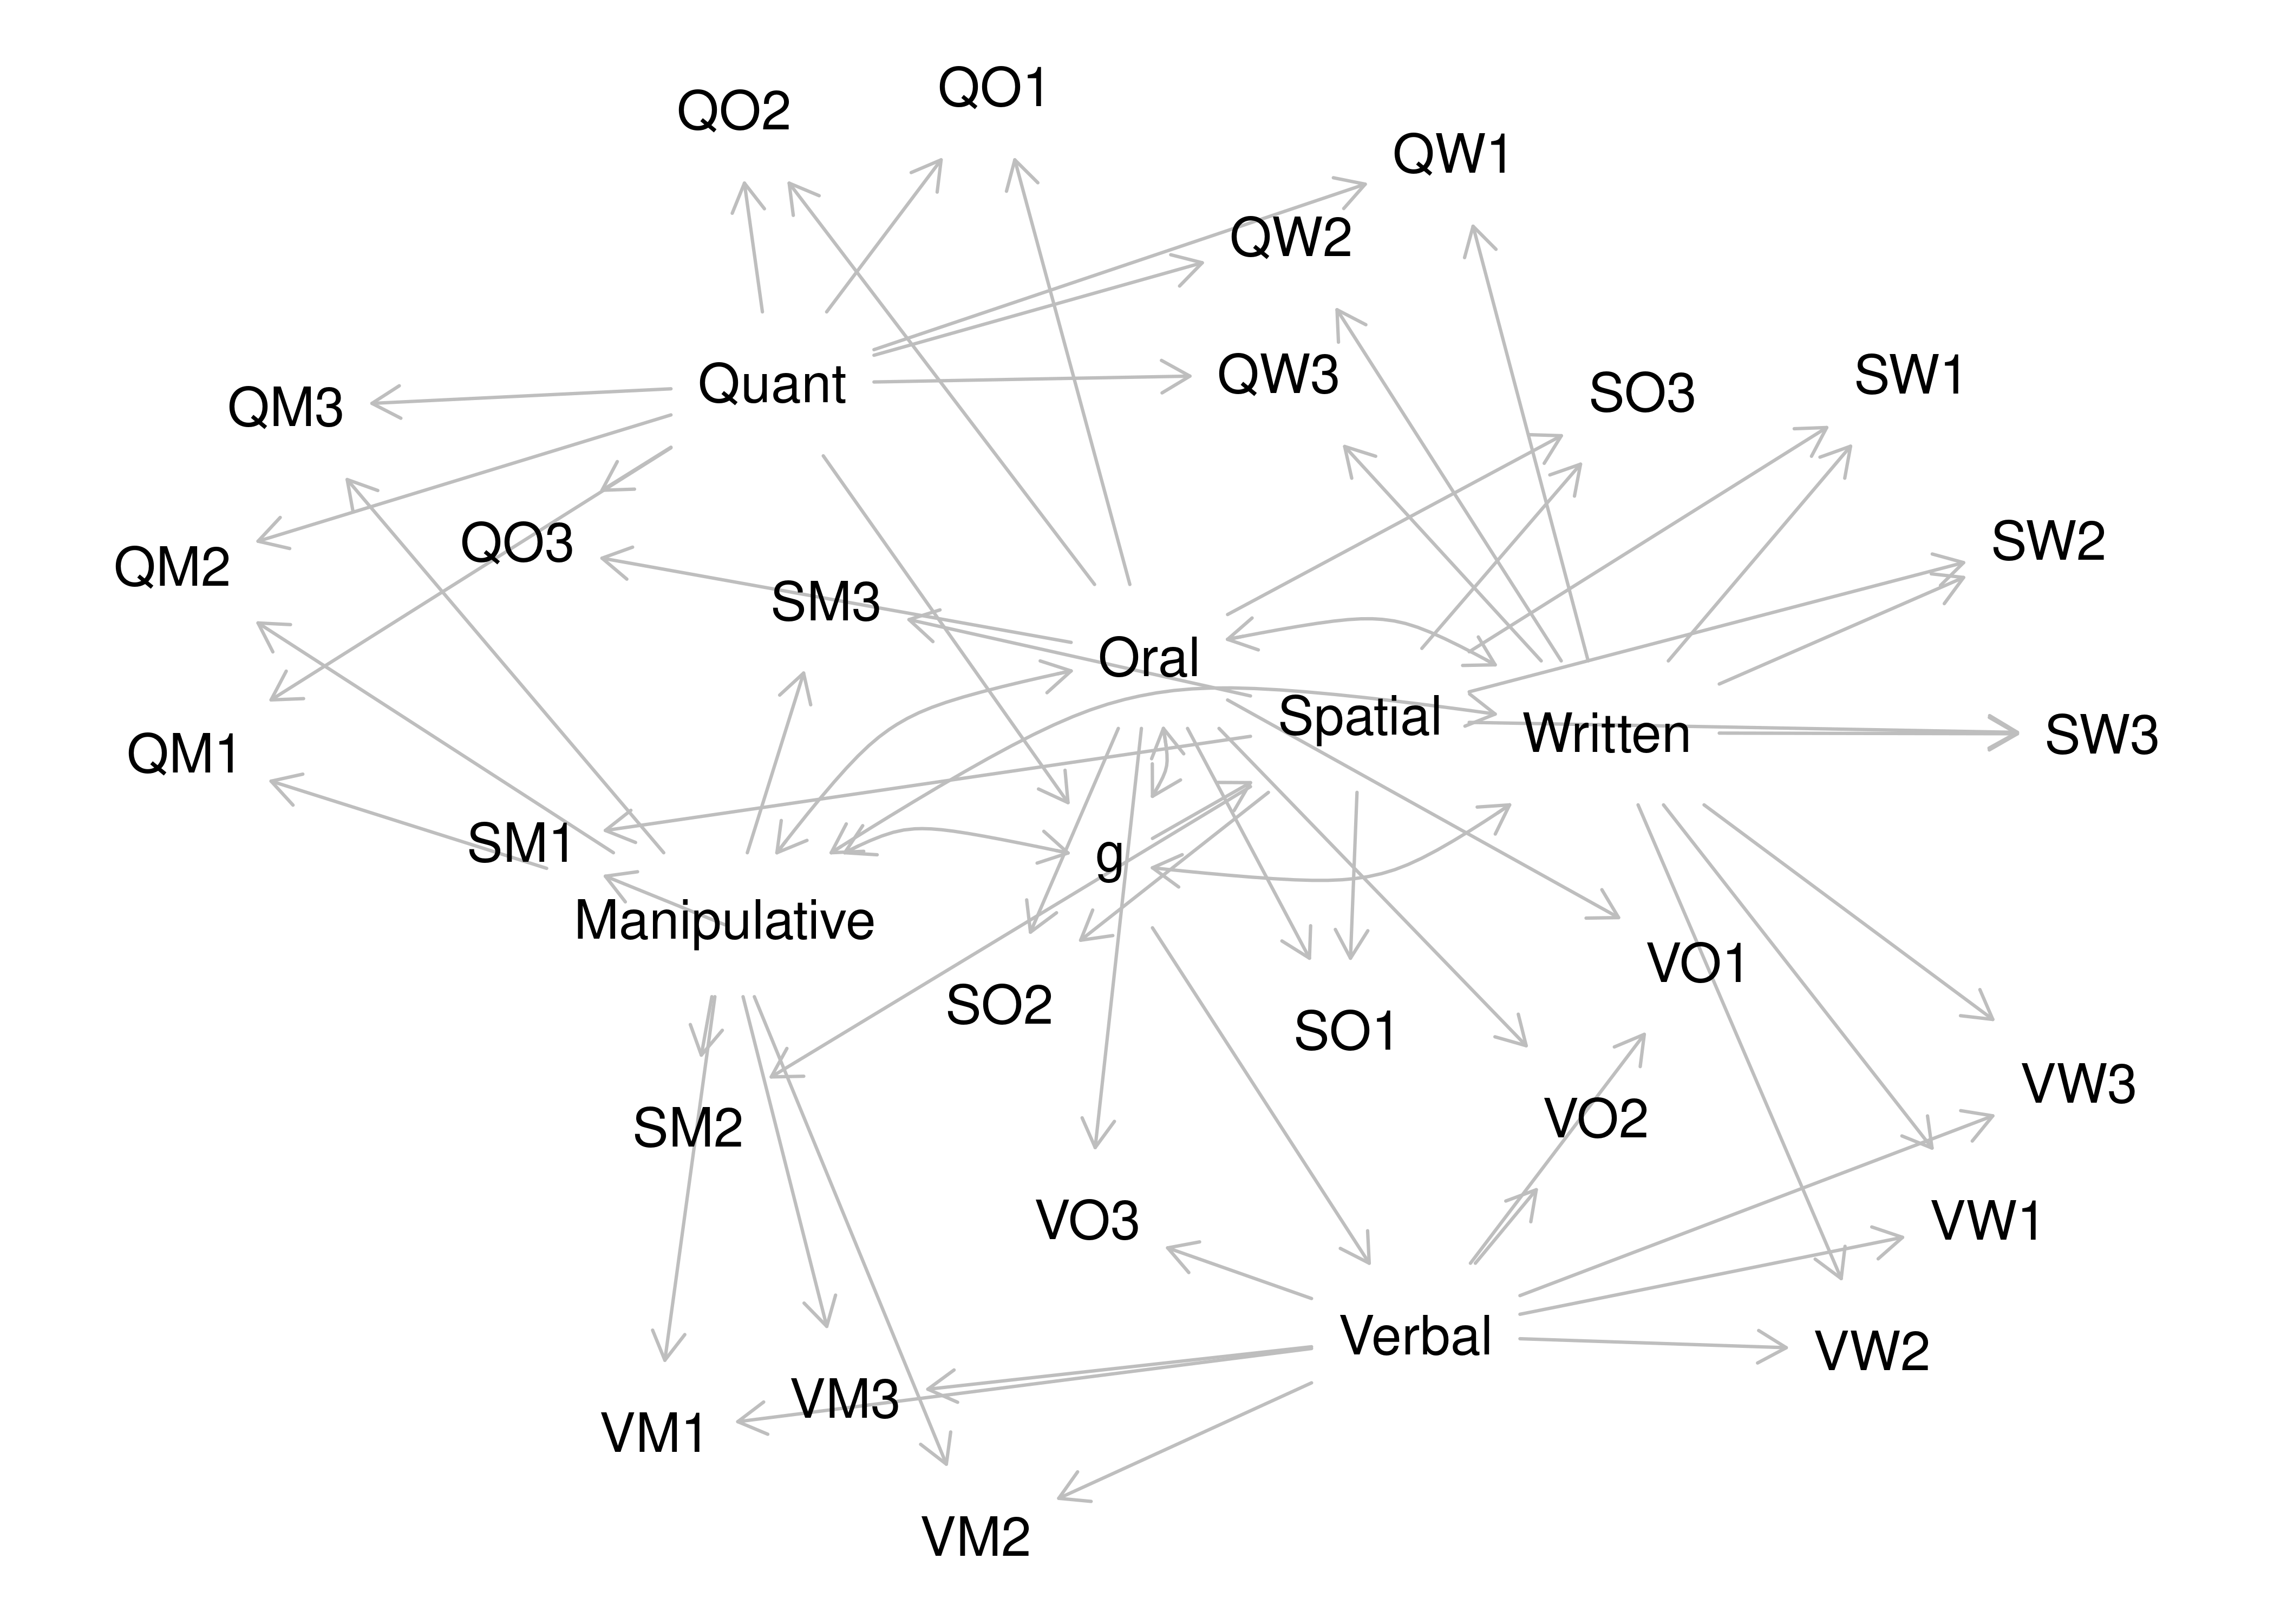 QO1
QO2
QW1
QW2
QW3
SW1
Quant
SO3
QM3
SW2
QO3
QM2
SM3
Oral
Spatial
Written
SW3
QM1
SM1
g
Manipulative
VO1
SO2
SO1
VW3
VO2
SM2
VO3
VW1
Verbal
VW2
VM3
VM1
VM2